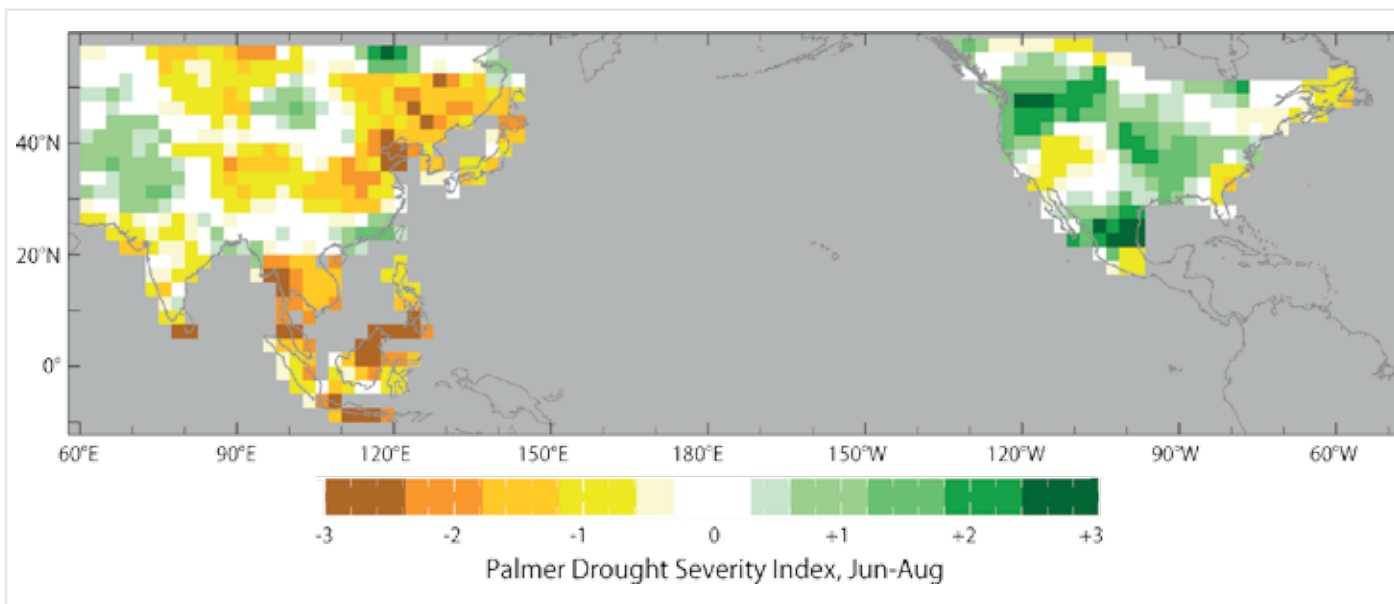 40°N
20°N
0°
60°E 90°E 120°E 150°E 180°E 150°W 120°W 90°W 60°W
-3 -2 -1 0 +1 +2 +3
Palmer Drought Severity Index, Jun-Aug